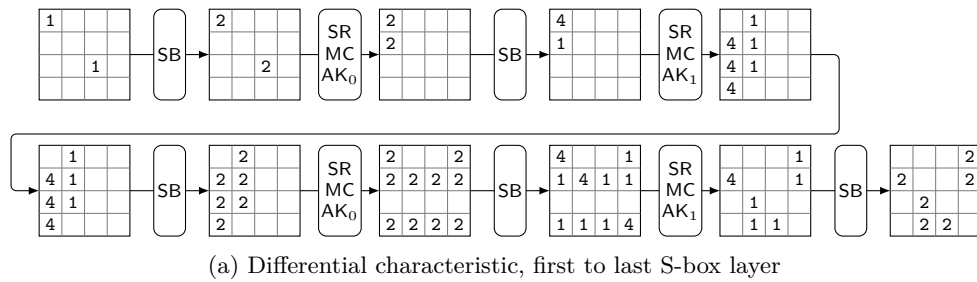 1 2 2 4 1
SR SR
2 1 4 1
SB MC SB MC
1 2 4 1
AK₀ AK₁
4
1 2 2 2 4 1 1 2
SR SR
4 1 2 2 2 2 2 2 1 4 1 1 4 1 2 2
SB MC SB MC SB
4 1 2 2 1 2
AK₀ AK₁
4 2 2 2 2 2 1 1 1 4 1 1 2 2
(a) Differential characteristic, first to last S-box layer